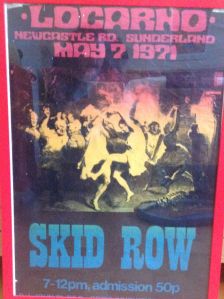 ·LOCARNO·
NEWCASTLE RD. SUNDERLAND
MAY 7 1971
SKID ROW
7-12pm, admission 50p